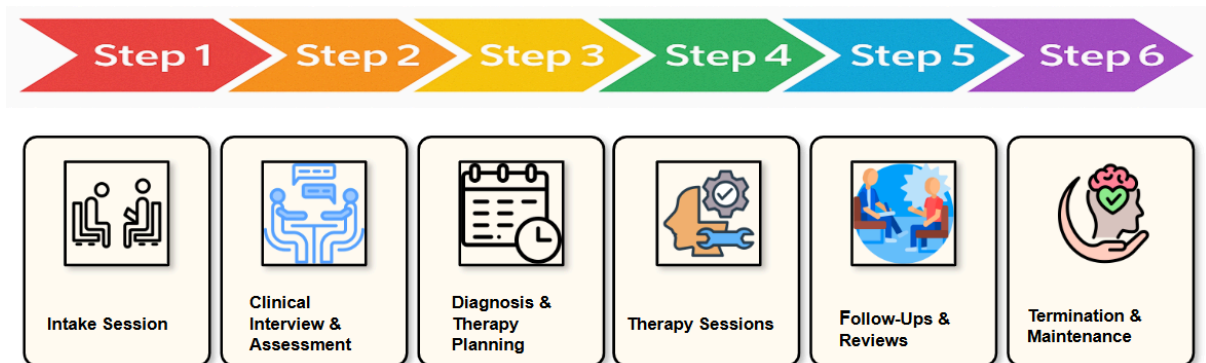 Step 1 Step 2 Step 3 Step 4 Step 5 Step 6
Intake Session
Clinical
Interview &
Assessment
Diagnosis &
Therapy
Planning
Therapy Sessions
Follow-Ups &
Reviews
Termination &
Maintenance